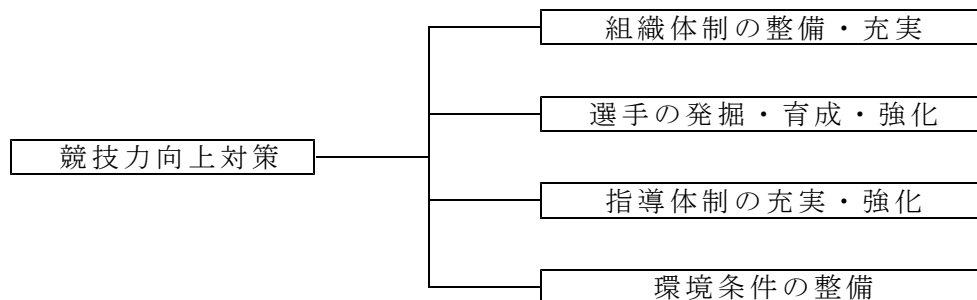 組織体制の整備・充実
選手の発掘・育成・強化
競技力向上対策
指導体制の充実・強化
環境条件の整備